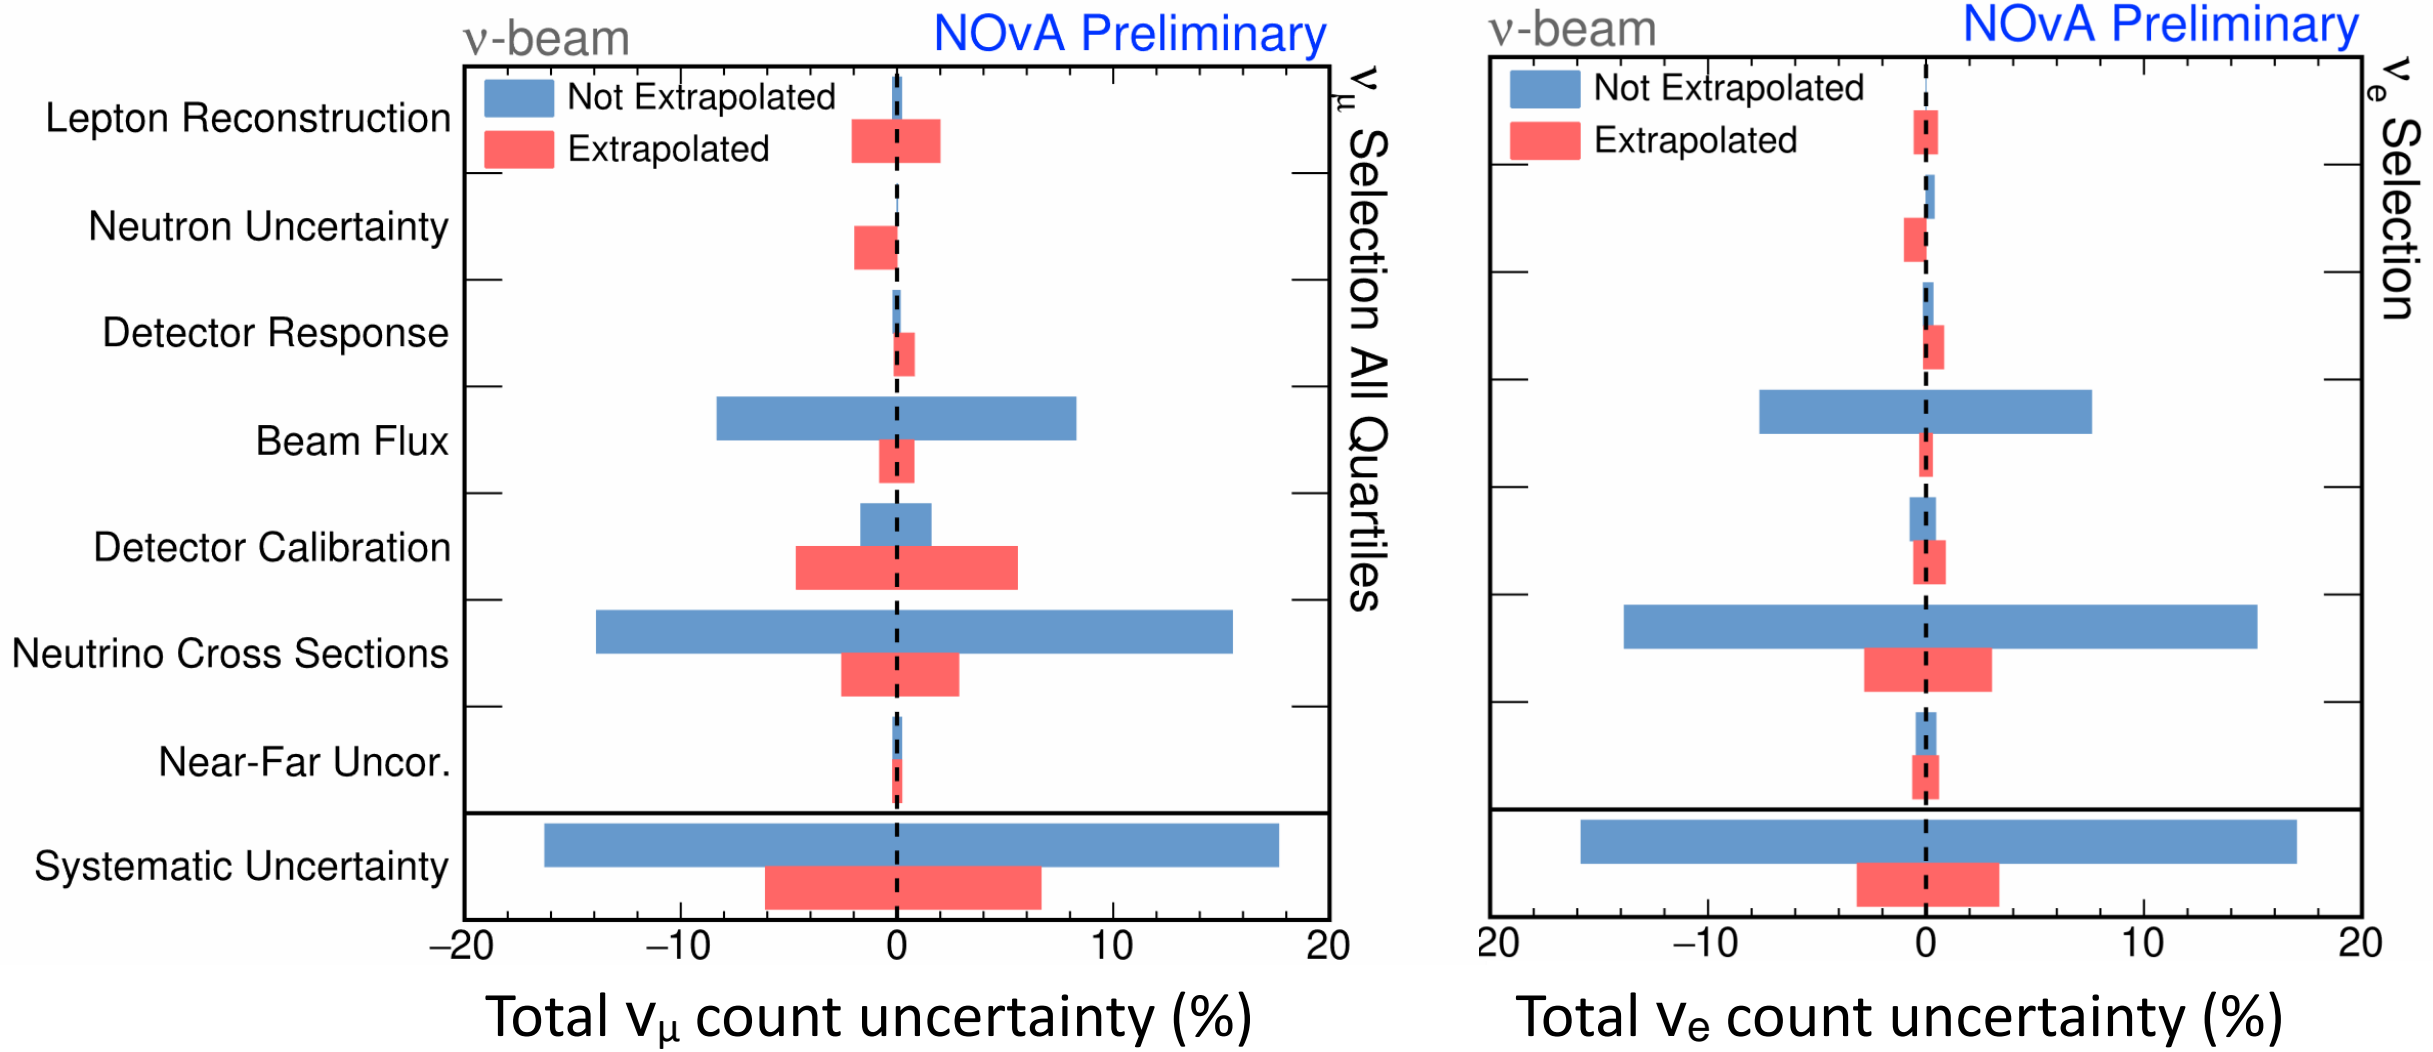 ν-beam
NOνA Preliminary
Not Extrapolated
Extrapolated
Lepton Reconstruction
Neutron Uncertainty
Detector Response
Beam Flux
Detector Calibration
Neutrino Cross Sections
Near-Far Uncor.
Systematic Uncertainty
−20 −10 0 10 20
Total νμ count uncertainty (%)
νμ Selection All Quartiles
ν-beam
NOνA Preliminary
Not Extrapolated
Extrapolated
20 −10 0 10 20
Total νe count uncertainty (%)
νe Selection